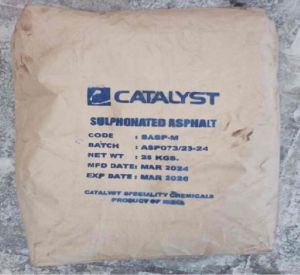 CATALYST
SULPHONATED ASPHALT
CODE : SASP-M
BATCH : ASP073/23-24
NET WT : 25 KGS.
MFD DATE: MAR 2024
EXP DATE : MAR 2026
CATALYST SPECIALITY CHEMICALS
PRODUCT OF INDIA